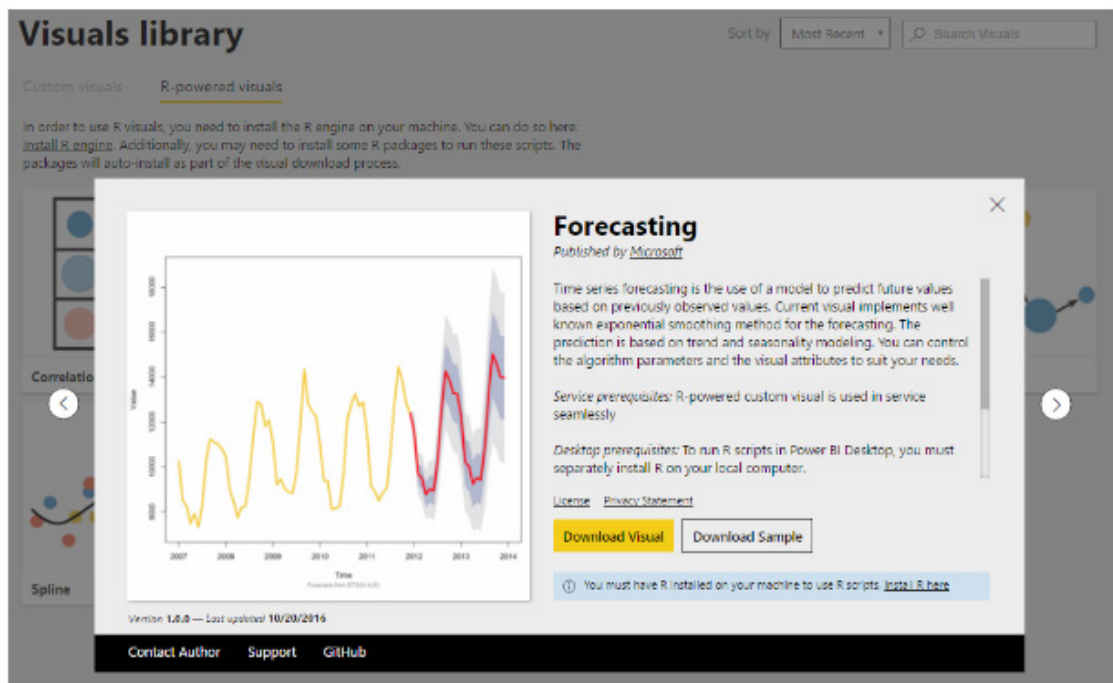 Visuals library
Sort by
Most Recent
Search Visuals
Custom visuals
R-powered visuals
In order to use R visuals, you need to install the R engine on your machine. You can do so here:
Install R engine. Additionally, you may need to install some R packages to run these scripts. The
packages will auto-install as part of the visual download process.
Correlatio
Spline
Forecasting
Published by Microsoft
Time series forecasting is the use of a model to predict future values
based on previously observed values. Current visual implements well
known exponential smoothing method for the forecasting. The
prediction is based on trend and seasonality modeling. You can control
the algorithm parameters and the visual attributes to suit your needs.
Service prerequisites: R-powered custom visual is used in service
seamlessly
Desktop prerequisites: To run R scripts in Power BI Desktop, you must
separately install R on your local computer.
License Privacy Statement
Download Visual
Download Sample
You must have R installed on your machine to use R scripts. Install R here
Value
18000
16000
14000
12000
10000
8000
2007 2008 2009 2010 2011 2012 2013 2014
Time
Forecasts from
Version 1.0.0 — Last updated 10/20/2016
Contact Author Support GitHub